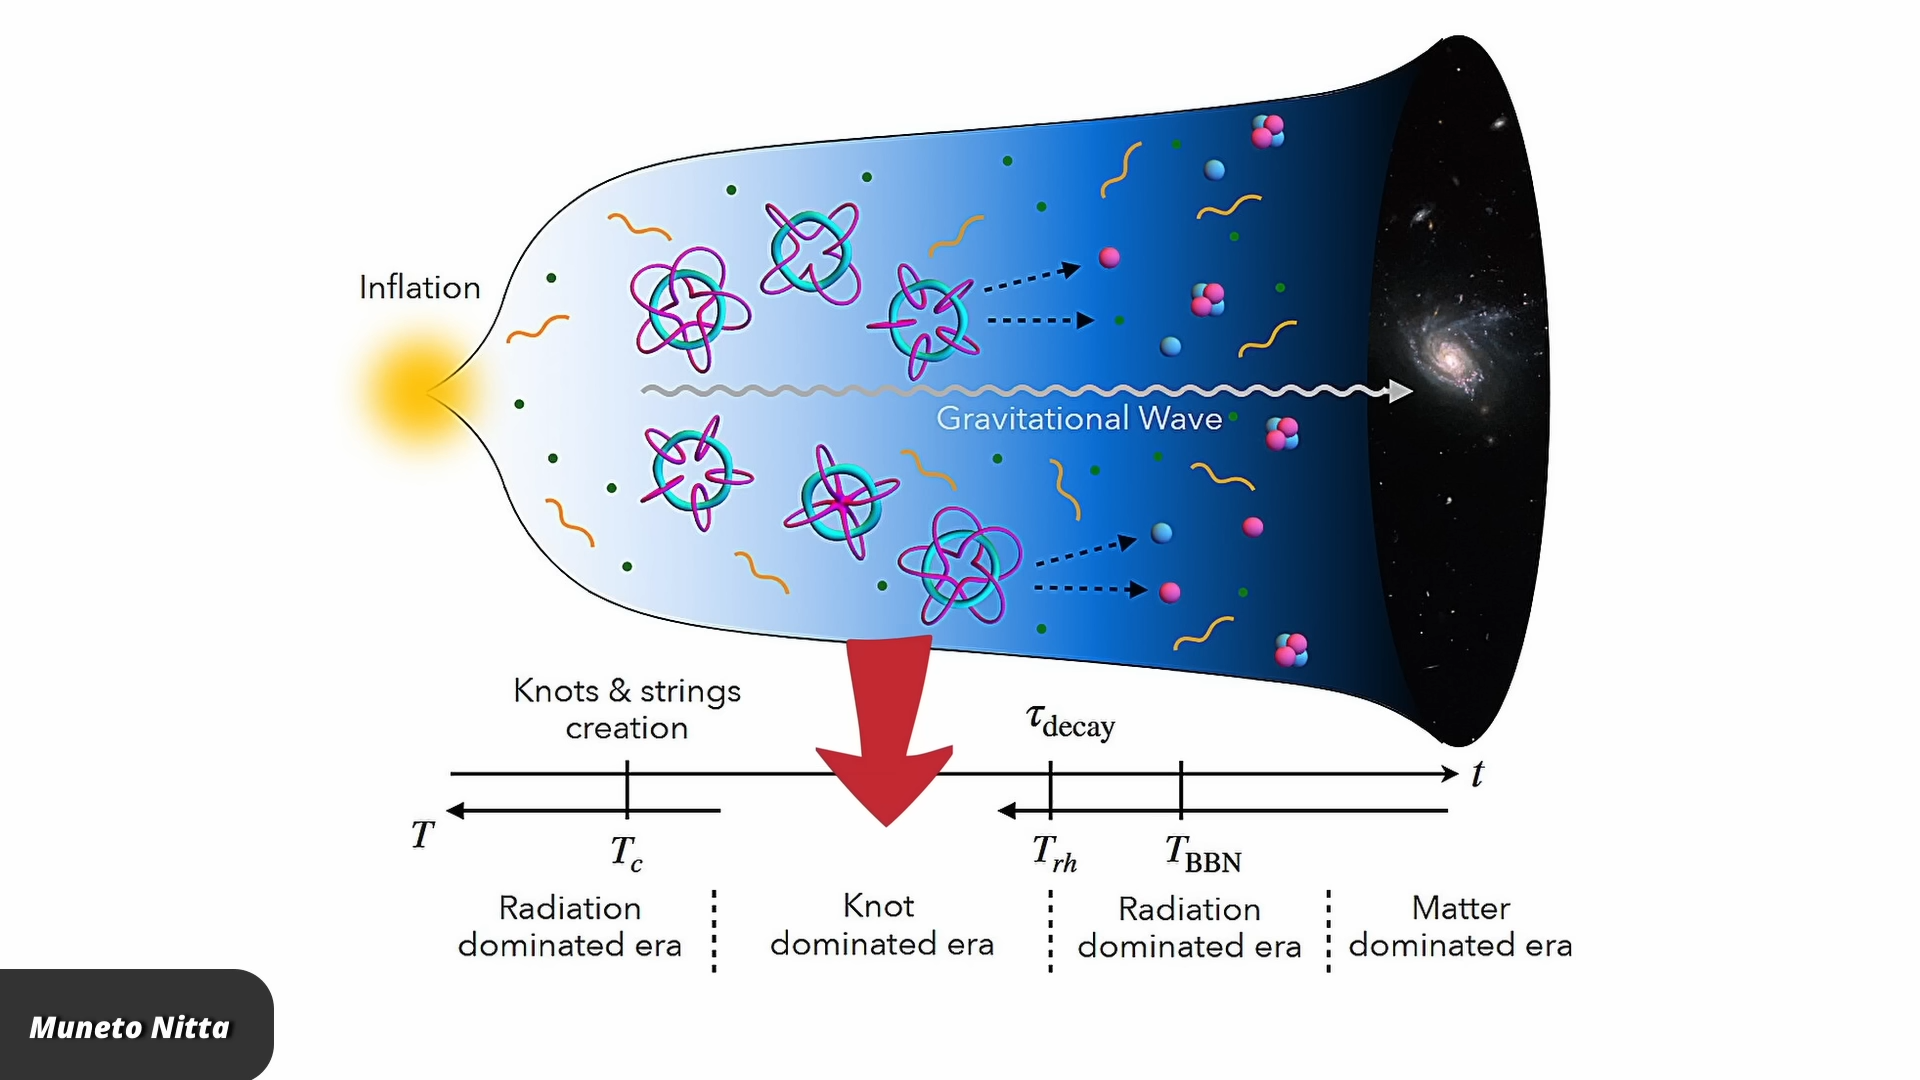 Inflation
Gravitational Wave
Knots & strings
creation
τdecay
t
T
Tc
Trh
TBBN
Radiation
dominated era
Knot
dominated era
Radiation
dominated era
Matter
dominated era
Muneto Nitta